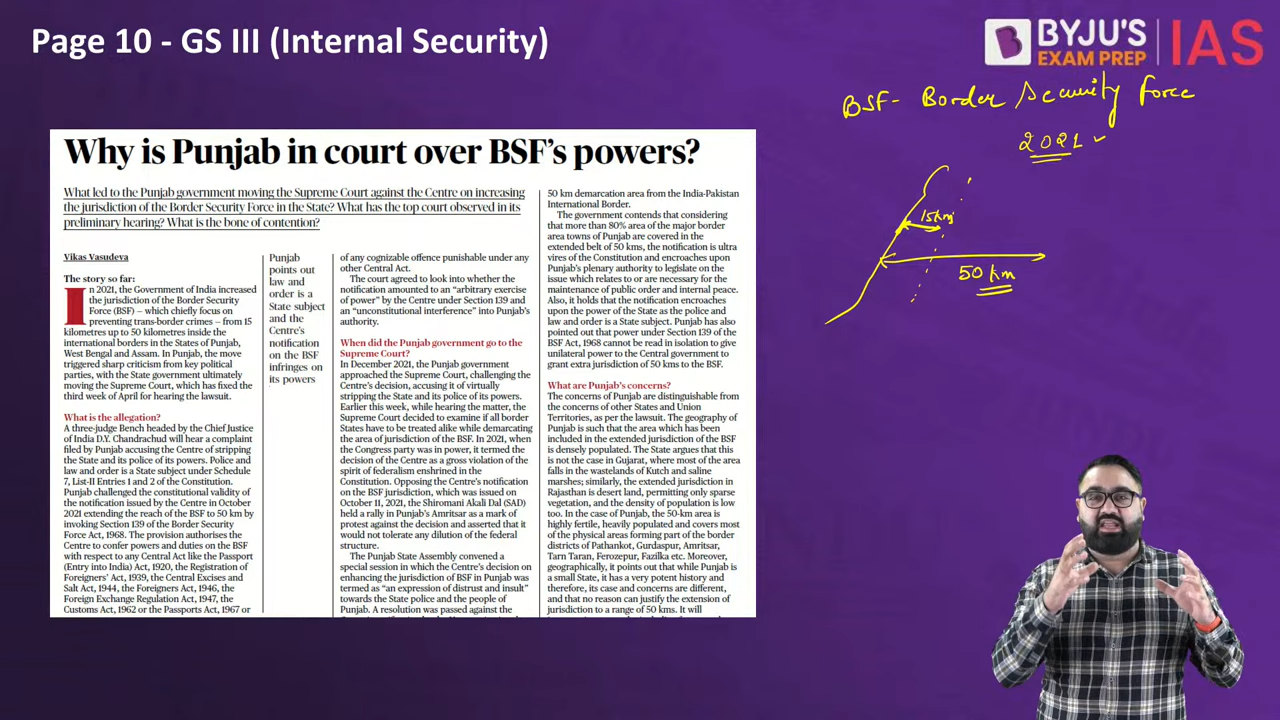 Page 10 - GS III (Internal Security)
BYJU'S
EXAM PREP
IAS
BSF- Border Security Force
2021
15kmj
50 km
Why is Punjab in court over BSF's powers?
What led to the Punjab government moving the Supreme Court against the Centre on increasing
the jurisdiction of the Border Security Force in the State? What has the top court observed in its
preliminary hearing? What is the bone of contention?
Vikas Vasudeva
The story so far:
In 2021, the Government of India increased
the jurisdiction of the Border Security
Force (BSF) — which chiefly focus on
preventing trans-border crimes — from 15
kilometres up to 50 kilometres inside the
international borders in the States of Punjab,
West Bengal and Assam. In Punjab, the move
triggered sharp criticism from key political
parties, with the State government ultimately
moving the Supreme Court, which has fixed the
third week of April for hearing the lawsuit.
What is the allegation?
A three-judge Bench headed by the Chief Justice
of India D.Y. Chandrachud will hear a complaint
filed by Punjab accusing the Centre of stripping
the State and its police of its powers. Police and
law and order is a State subject under Schedule
7, List-II Entries 1 and 2 of the Constitution.
Punjab challenged the constitutional validity of
the notification issued by the Centre in October
2021 extending the reach of the BSF to 50 km by
invoking Section 139 of the Border Security
Force Act, 1968. The provision authorises the
Centre to confer powers and duties on the BSF
with respect to any Central Act like the Passport
(Entry into India) Act, 1920, the Registration of
Foreigners' Act, 1939, the Central Excises and
Salt Act, 1944, the Foreigners Act, 1946, the
Foreign Exchange Regulation Act, 1947, the
Customs Act, 1962 or the Passports Act, 1967 or
Punjab
points out
law and
order is a
State subject
and the
Centre's
notification
on the BSF
infringes on
its powers
of any cognizable offence punishable under any
other Central Act.
The court agreed to look into whether the
notification amounted to an "arbitrary exercise
of power" by the Centre under Section 139 and
an "unconstitutional interference" into Punjab's
authority.
When did the Punjab government go to the
Supreme Court?
In December 2021, the Punjab government
approached the Supreme Court, challenging the
Centre's decision, accusing it of virtually
stripping the State and its police of its powers.
Earlier this week, while hearing the matter, the
Supreme Court decided to examine if all border
States have to be treated alike while demarcating
the area of jurisdiction of the BSF. In 2021, when
the Congress party was in power, it termed the
decision of the Centre as a gross violation of the
spirit of federalism enshrined in the
Constitution. Opposing the Centre's notification
on the BSF jurisdiction, which was issued on
October 11, 2021, the Shiromani Akali Dal (SAD)
held a rally in Punjab's Amritsar as a mark of
protest against the decision and asserted that it
would not tolerate any dilution of the federal
structure.
The Punjab State Assembly convened a
special session in which the Centre's decision on
enhancing the jurisdiction of BSF in Punjab was
termed as "an expression of distrust and insult"
towards the State police and the people of
Punjab. A resolution was passed against the
50 km demarcation area from the India-Pakistan
International Border.
The government contends that considering
that more than 80% area of the major border
area towns of Punjab are covered in the
extended belt of 50 kms, the notification is ultra
vires of the Constitution and encroaches upon
Punjab's plenary authority to legislate on the
issue which relates to or are necessary for the
maintenance of public order and internal peace.
Also, it holds that the notification encroaches
upon the power of the State as the police and
law and order is a State subject. Punjab has also
pointed out that power under Section 139 of the
BSF Act, 1968 cannot be read in isolation to give
unilateral power to the Central government to
grant extra jurisdiction of 50 kms to the BSF.
What are Punjab's concerns?
The concerns of Punjab are distinguishable from
the concerns of other States and Union
Territories, as per the lawsuit. The geography of
Punjab is such that the area which has been
included in the extended jurisdiction of the BSF
is densely populated. The State argues that this
is not the case in Gujarat, where most of the area
falls in the wastelands of Kutch and saline
marshes; similarly, the extended jurisdiction in
Rajasthan is desert land, permitting only sparse
vegetation, and the density of population is low
too. In the case of Punjab, the 50-km area is
highly fertile, heavily populated and covers most
of the physical areas forming part of the border
districts of Pathankot, Gurdaspur, Amritsar,
Tarn Taran, Ferozepur, Fazilka etc. Moreover,
geographically, it points out that while Punjab is
a small State, it has a very potent history and
therefore, its case and concerns are different,
and that no reason can justify the extension of
jurisdiction to a range of 50 kms. It will